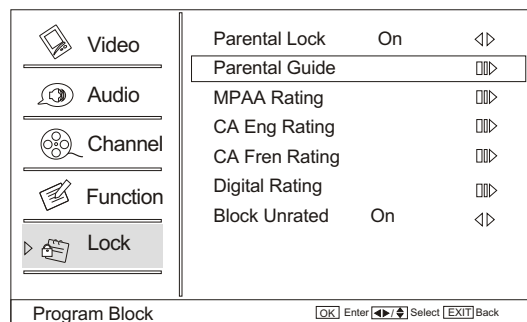 Video
Audio
Channel
Function
Lock
Parental Lock On
Parental Guide
MPAA Rating
CA Eng Rating
CA Fren Rating
Digital Rating
Block Unrated On
Program Block
OK Enter ◀▶/▲▼ Select EXIT Back